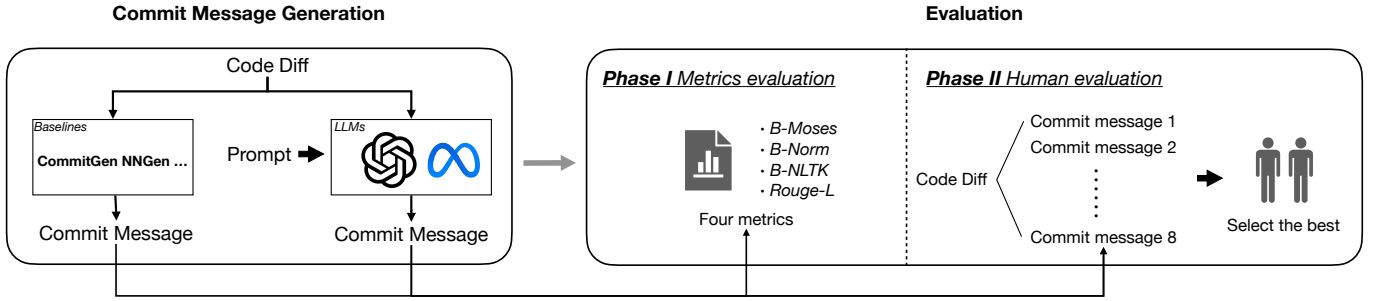 Commit Message Generation
Evaluation
Code Diff
Baselines
CommitGen NNGen ...
Prompt
LLMs
Commit Message
Commit Message
Phase I Metrics evaluation
· B-Moses
· B-Norm
· B-NLTK
· Rouge-L
Four metrics
Phase II Human evaluation
Code Diff
Commit message 1
Commit message 2
Commit message 8
Select the best